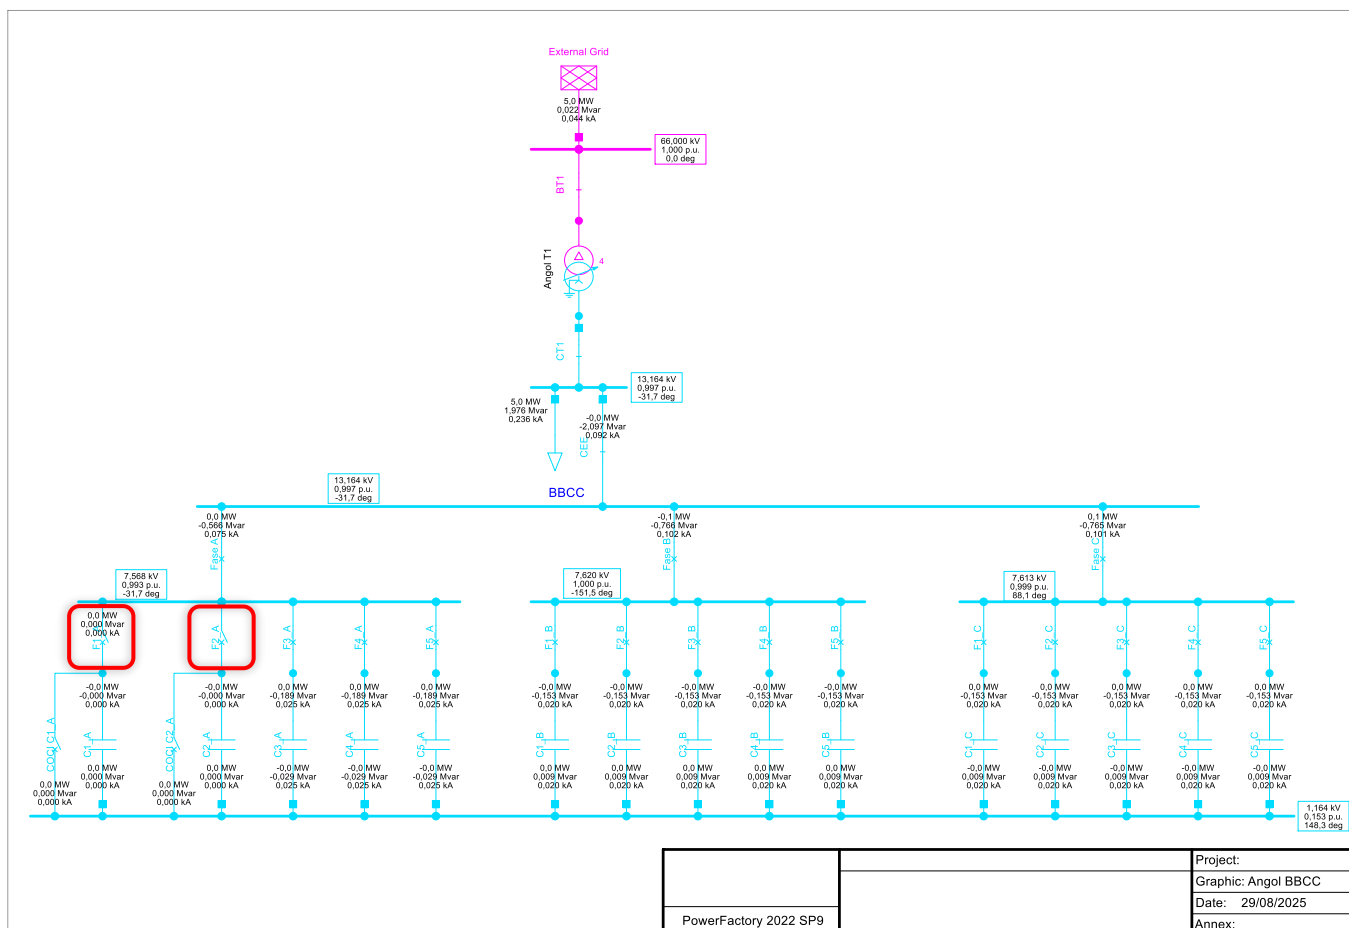 External Grid
5,0 MW
0,022 Mvar
0,044 kA
66,000 kV
1,000 p.u.
0,0 deg
BT1
Angol T1
4
CT1
13,164 kV
0,997 p.u.
-31,7 deg
5,0 MW
1,976 Mvar
0,236 kA
-0,0 MW
-2,097 Mvar
0,092 kA
CEF
13,164 kV
0,997 p.u.
-31,7 deg
BBCC
0,0 MW
-0,566 Mvar
0,075 kA
Fase A
-0,1 MW
-0,766 Mvar
0,102 kA
Fase B
0,1 MW
-0,765 Mvar
0,101 kA
Fase C
7,568 kV
0,993 p.u.
-31,7 deg
7,620 kV
1,000 p.u.
-151,5 deg
7,613 kV
0,999 p.u.
88,1 deg
0,0 MW
0,000 Mvar
0,000 kA
F2_A
F3_A
F4_A
F5_A
F1_B
F2_B
F3_B
F4_B
F5_B
F1_C
F2_C
F3_C
F4_C
F5_C
-0,0 MW
-0,000 Mvar
0,000 kA
-0,0 MW
-0,000 Mvar
0,000 kA
0,0 MW
-0,189 Mvar
0,025 kA
0,0 MW
-0,189 Mvar
0,025 kA
0,0 MW
-0,189 Mvar
0,025 kA
-0,0 MW
-0,153 Mvar
0,020 kA
-0,0 MW
-0,153 Mvar
0,020 kA
-0,0 MW
-0,153 Mvar
0,020 kA
-0,0 MW
-0,153 Mvar
0,020 kA
-0,0 MW
-0,153 Mvar
0,020 kA
0,0 MW
-0,153 Mvar
0,020 kA
0,0 MW
-0,153 Mvar
0,020 kA
0,0 MW
-0,153 Mvar
0,020 kA
0,0 MW
-0,153 Mvar
0,020 kA
0,0 MW
-0,153 Mvar
0,020 kA
COCI C1_A
C1_A
COCI C2_A
C2_A
C3_A
C4_A
C5_A
C1_B
C2_B
C3_B
C4_B
C5_B
C1_C
C2_C
C3_C
C4_C
C5_C
0,0 MW
0,000 Mvar
0,000 kA
0,0 MW
0,000 Mvar
0,000 kA
0,0 MW
0,000 Mvar
0,000 kA
0,0 MW
0,000 Mvar
0,000 kA
-0,0 MW
-0,029 Mvar
0,025 kA
-0,0 MW
-0,029 Mvar
0,025 kA
-0,0 MW
-0,029 Mvar
0,025 kA
0,0 MW
0,009 Mvar
0,020 kA
0,0 MW
0,009 Mvar
0,020 kA
0,0 MW
0,009 Mvar
0,020 kA
0,0 MW
0,009 Mvar
0,020 kA
0,0 MW
0,009 Mvar
0,020 kA
-0,0 MW
0,009 Mvar
0,020 kA
-0,0 MW
0,009 Mvar
0,020 kA
-0,0 MW
0,009 Mvar
0,020 kA
-0,0 MW
0,009 Mvar
0,020 kA
-0,0 MW
0,009 Mvar
0,020 kA
1,164 kV
0,153 p.u.
148,3 deg
PowerFactory 2022 SP9
Project:
Graphic: Angol BBCC
Date: 29/08/2025
Annex: